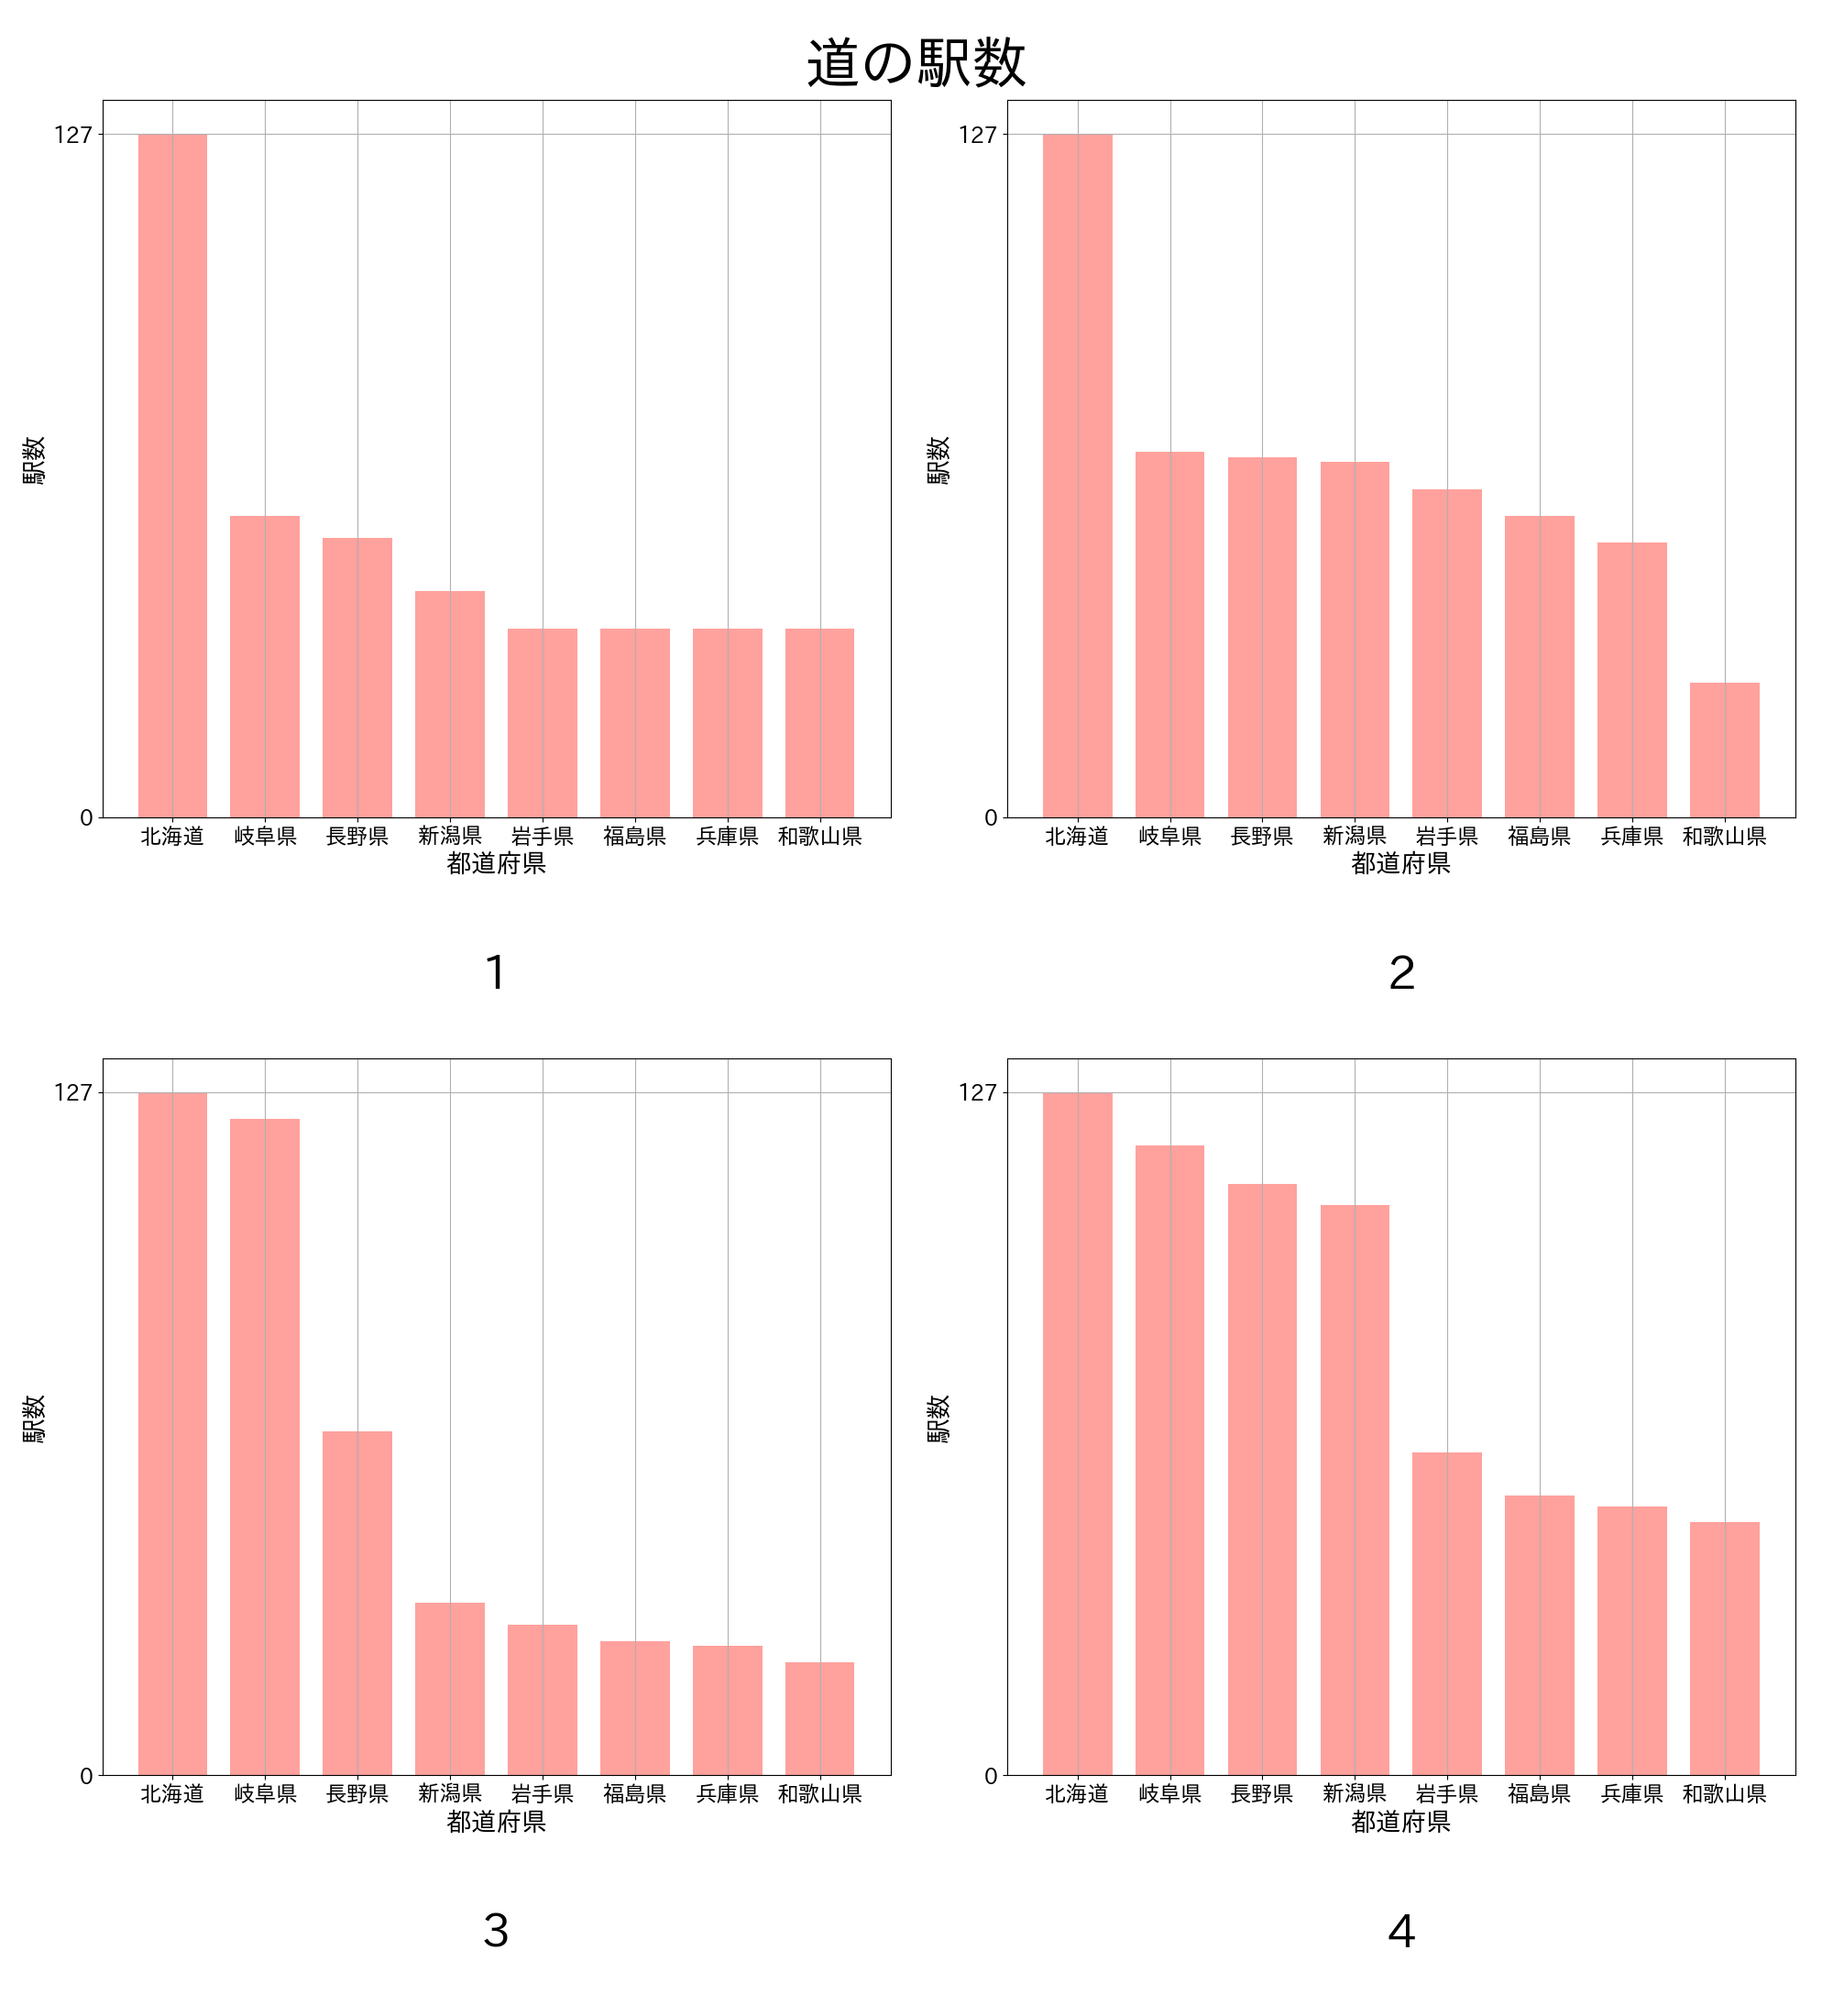 道の駅数
127
0
駅数
北海道 岐阜県 長野県 新潟県 岩手県 福島県 兵庫県 和歌山県
都道府県
1
127
0
駅数
北海道 岐阜県 長野県 新潟県 岩手県 福島県 兵庫県 和歌山県
都道府県
2
127
0
駅数
北海道 岐阜県 長野県 新潟県 岩手県 福島県 兵庫県 和歌山県
都道府県
3
127
0
駅数
北海道 岐阜県 長野県 新潟県 岩手県 福島県 兵庫県 和歌山県
都道府県
4